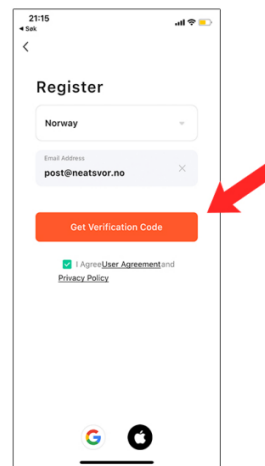 21:15
◀ Søk
Register
Norway
Email Address
post@neatsvor.no
Get Verification Code
I AgreeUser Agreementand
Privacy Policy